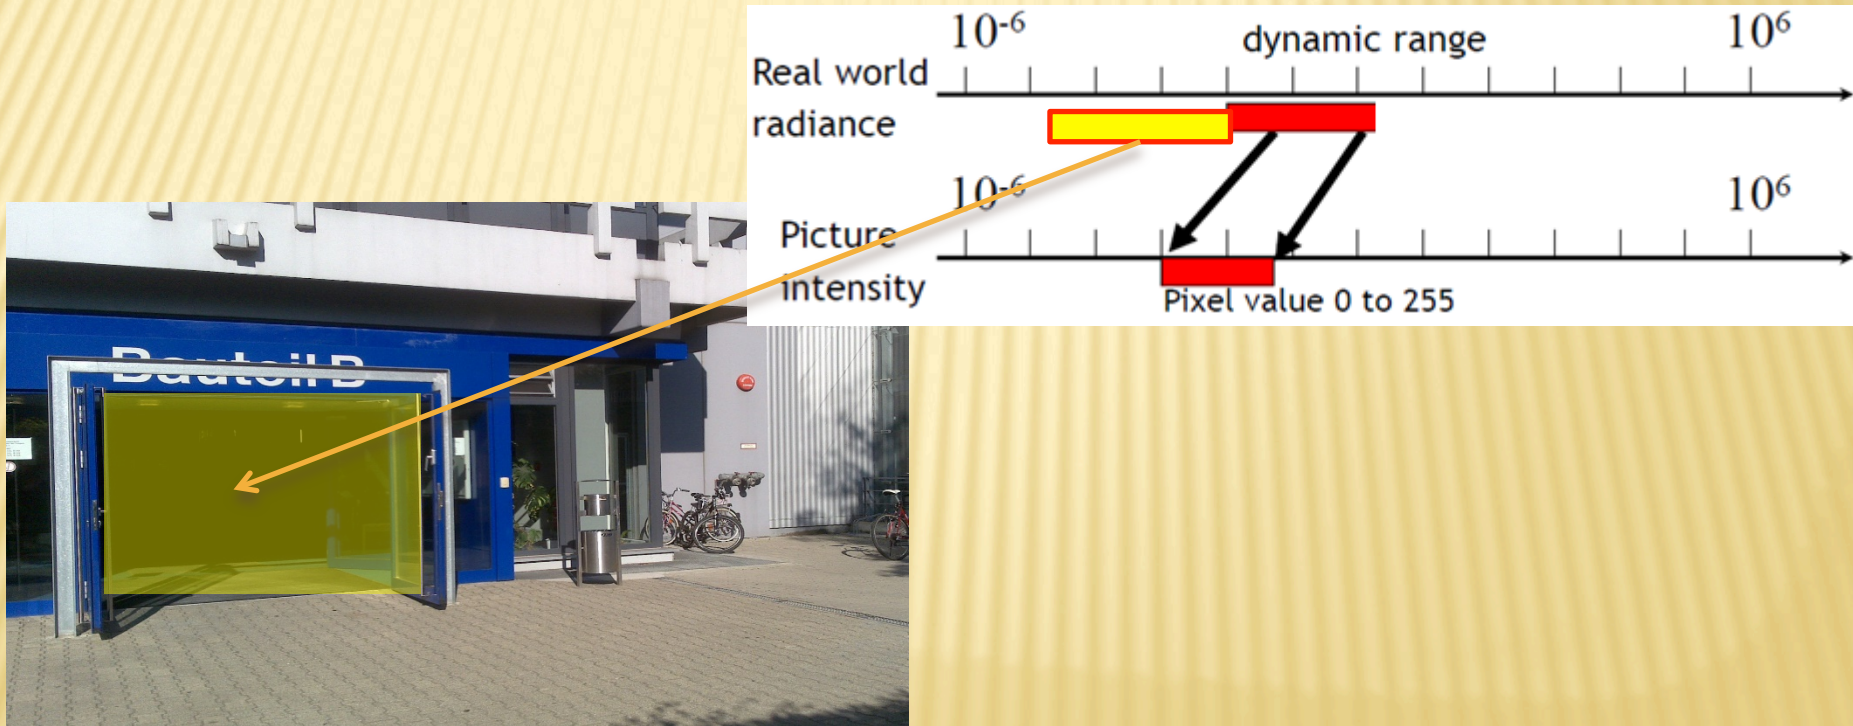 10⁻⁶ dynamic range 10⁶
Real world
radiance
10⁻⁶ 10⁶
Picture
intensity
Pixel value 0 to 255
Bauteil B